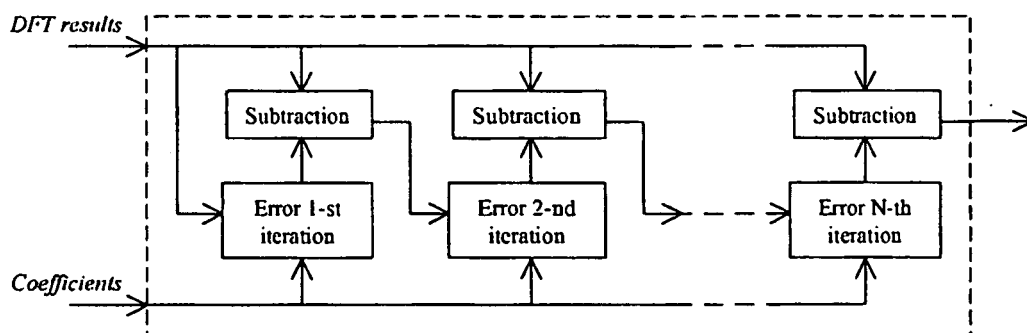 DFT results
Subtraction
Subtraction
Subtraction
Error 1-st
iteration
Error 2-nd
iteration
Error N-th
iteration
Coefficients